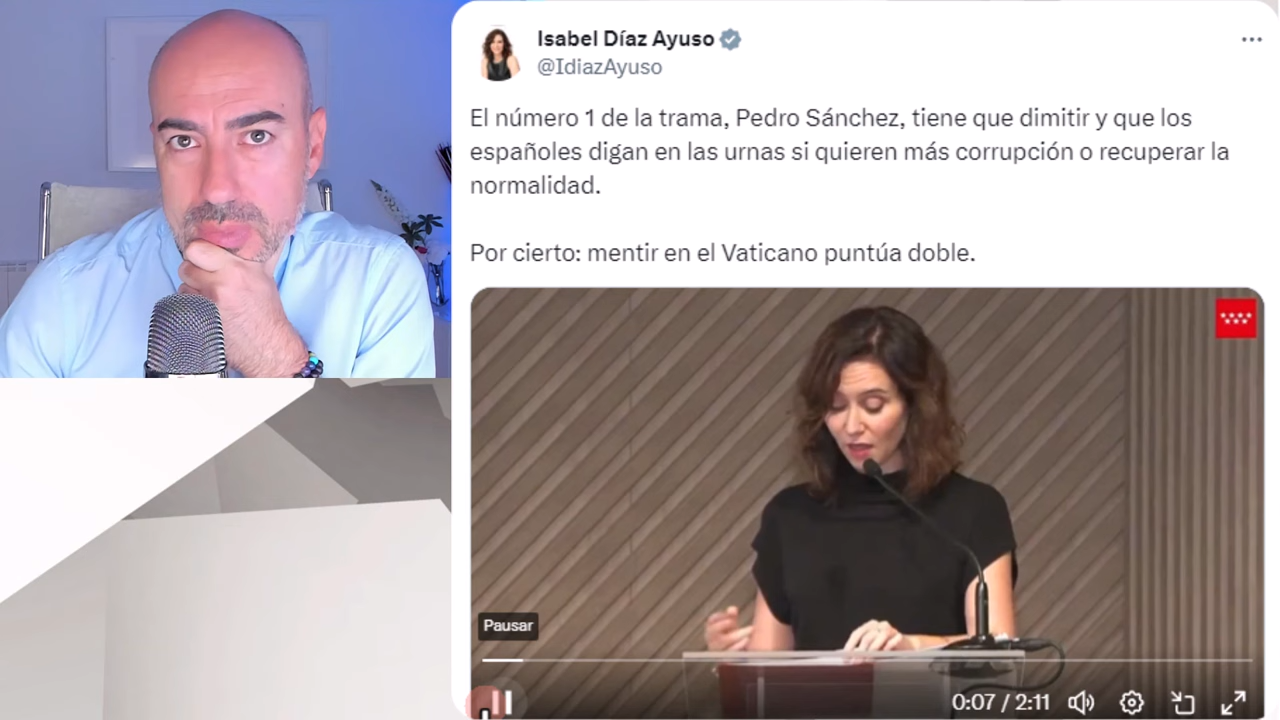 Isabel Díaz Ayuso
@IdiazAyuso
El número 1 de la trama, Pedro Sánchez, tiene que dimitir y que los
españoles digan en las urnas si quieren más corrupción o recuperar la
normalidad.
Por cierto: mentir en el Vaticano puntúa doble.
Pausar
0:07 / 2:11